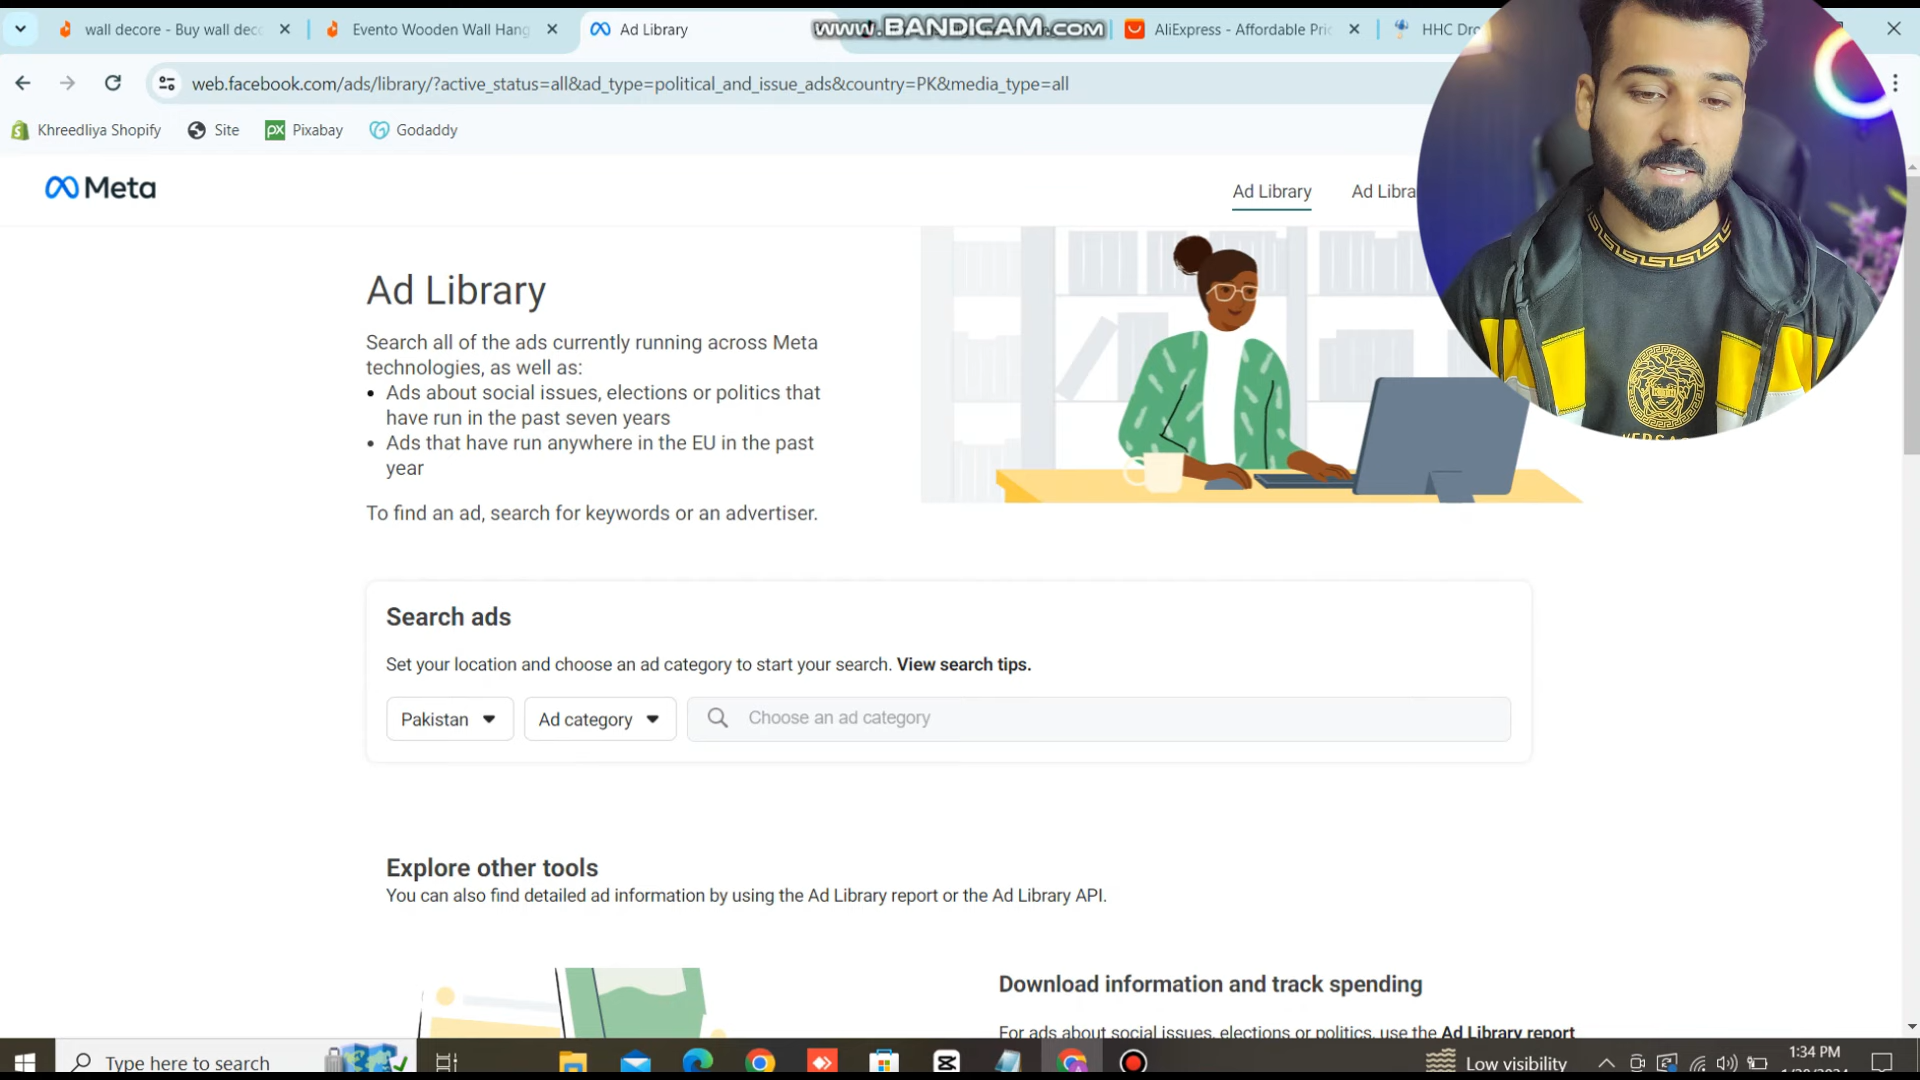 wall decore - Buy wall deco
Evento Wooden Wall Hang
Ad Library
www.BANDICAM.com
AliExpress - Affordable Pric
HHC Dro
web.facebook.com/ads/library/?active_status=all&ad_type=political_and_issue_ads&country=PK&media_type=all
Khreedliya Shopify
Site
px Pixabay
Godaddy
Meta
Ad Library
Ad Libra
Ad Library
Search all of the ads currently running across Meta
technologies, as well as:
• Ads about social issues, elections or politics that
have run in the past seven years
• Ads that have run anywhere in the EU in the past
year
To find an ad, search for keywords or an advertiser.
Search ads
Set your location and choose an ad category to start your search. View search tips.
Pakistan
Ad category
Choose an ad category
Explore other tools
You can also find detailed ad information by using the Ad Library report or the Ad Library API.
Download information and track spending
For ads about social issues, elections or politics, use the Ad Library report
Type here to search
Low visibility
1:34 PM